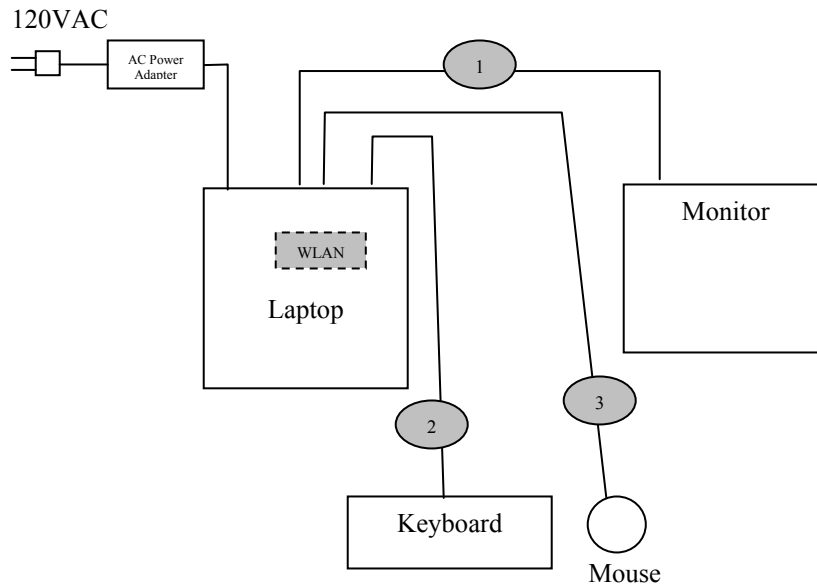 120VAC
AC Power
Adapter
1
Monitor
WLAN
Laptop
3
2
Keyboard
Mouse